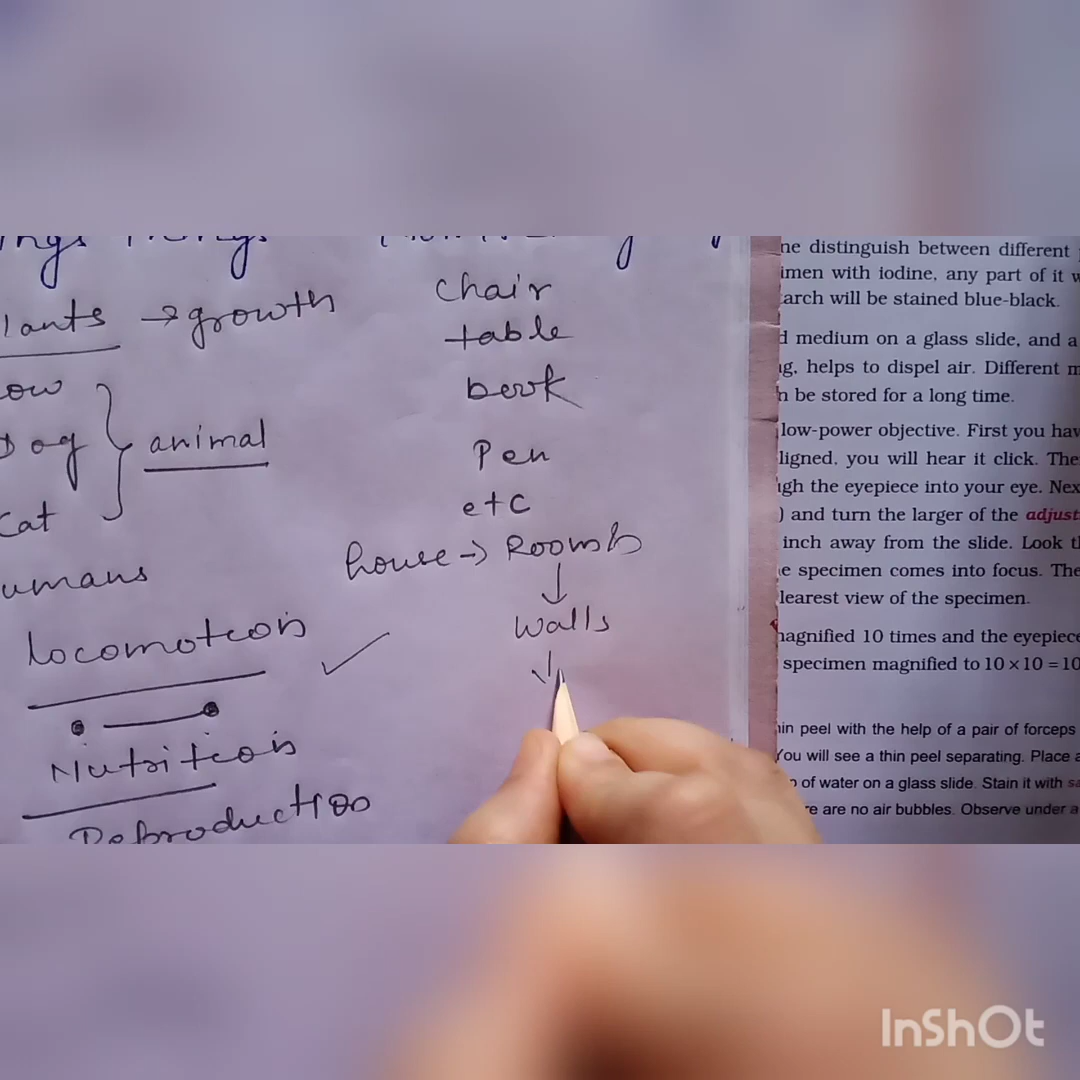 growth
animal
Cat
umans
locomotion
Nutrition
Reproduction
chair
table
book
Pen
etc
house → Rooms
↓
Walls
ne distinguish between different
imen with iodine, any part of it w
arch will be stained blue-black.
d medium on a glass slide, and a
ng, helps to dispel air. Different m
n be stored for a long time.
low-power objective. First you hav
ligned, you will hear it click. The
igh the eyepiece into your eye. Nex
) and turn the larger of the adjust
inch away from the slide. Look t
e specimen comes into focus. The
learest view of the specimen.
nagnified 10 times and the eyepiece
specimen magnified to 10 × 10 = 10
nin peel with the help of a pair of forceps
You will see a thin peel separating. Place a
of water on a glass slide. Stain it with sa
re are no air bubbles. Observe under a
InShOt